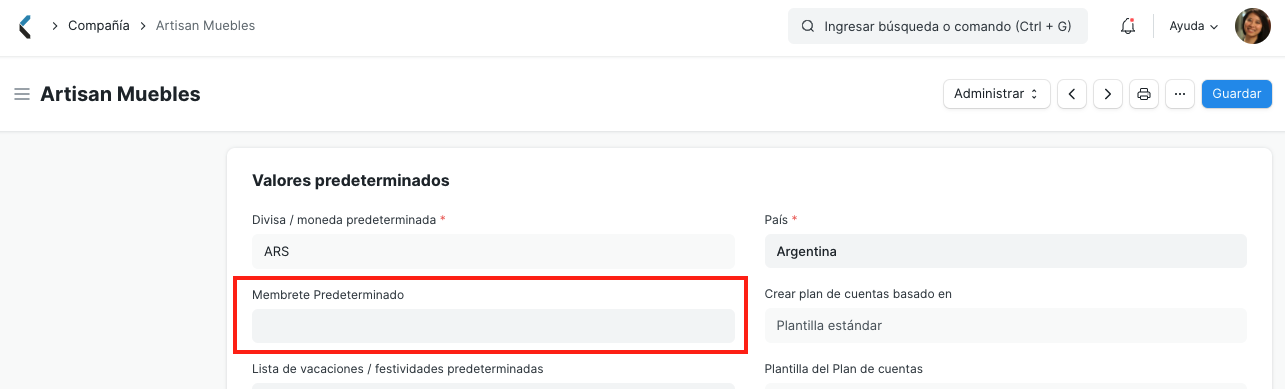 Compañía
Artisan Muebles
Ingresar búsqueda o comando (Ctrl + G)
Ayuda
Artisan Muebles
Administrar
Guardar
Valores predeterminados
Divisa / moneda predeterminada *
ARS
País *
Argentina
Membrete Predeterminado
Crear plan de cuentas basado en
Plantilla estándar
Lista de vacaciones / festividades predeterminadas
Plantilla del Plan de cuentas